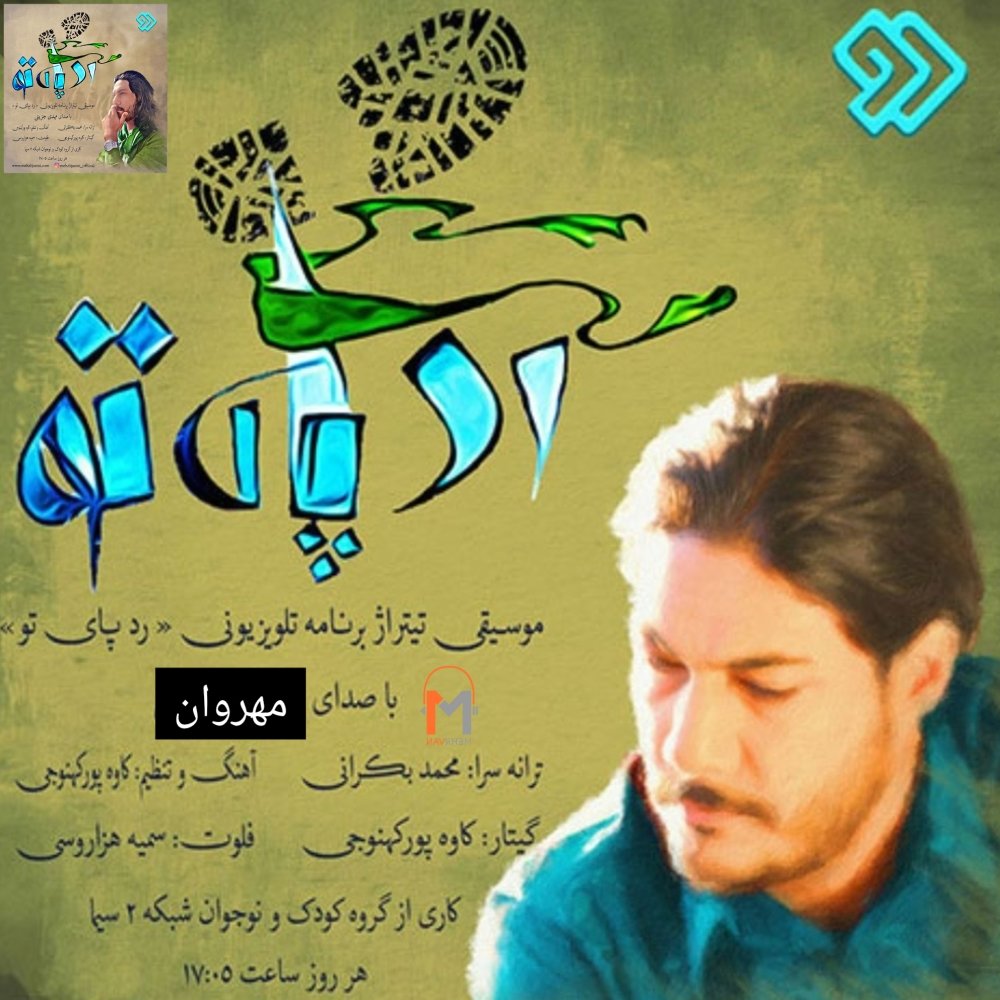 رد پای تو
موسیقی تیتراژ برنامه تلویزیونی « رد پای تو »
با صدای مهروان
MEHRVAN
ترانه سرا: محمد بکرانی آهنگ و تنظیم: کاوه پورکهنوجی
گیتار: کاوه پورکهنوجی فلوت: سمیه هزاروسی
کاری از گروه کودک و نوجوان شبکه ۲ سیما
هر روز ساعت ۱۷:۰۵